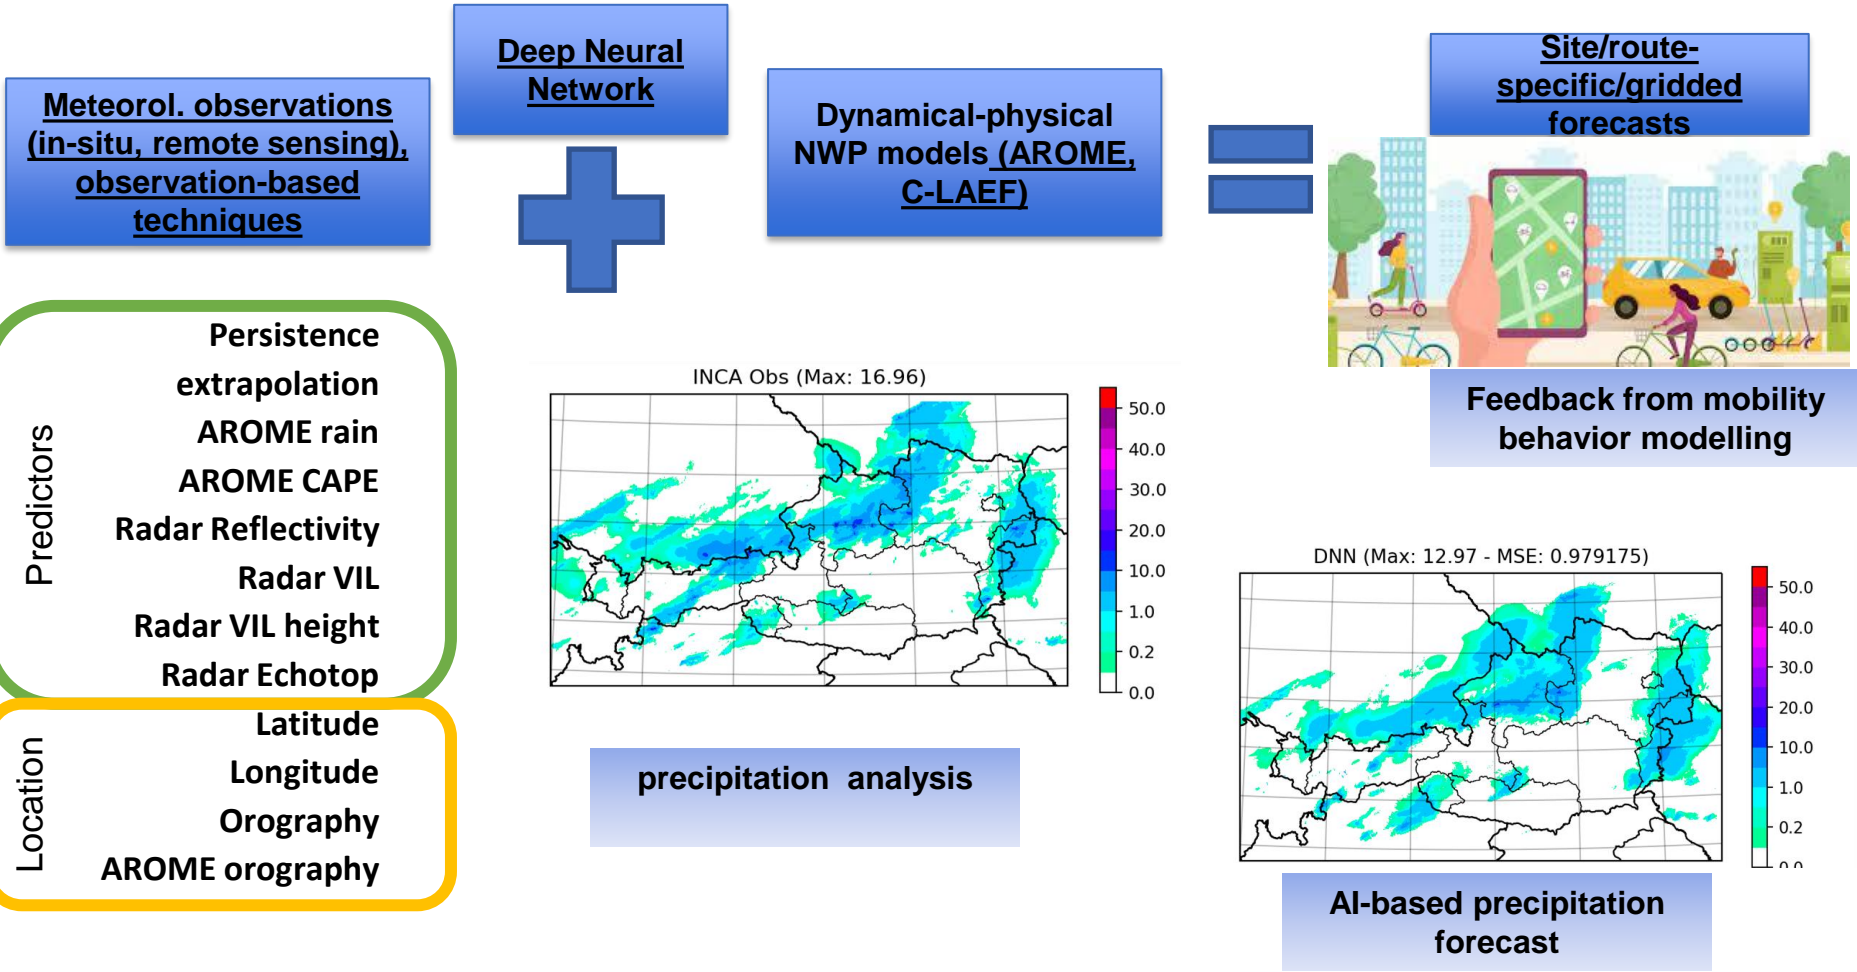 Meteorol. observations
(in-situ, remote sensing),
observation-based
techniques
Deep Neural
Network
Dynamical-physical
NWP models (AROME,
C-LAEF)
Site/route-
specific/gridded
forecasts
Feedback from mobility
behavior modelling
Predictors
Persistence
extrapolation
AROME rain
AROME CAPE
Radar Reflectivity
Radar VIL
Radar VIL height
Radar Echotop
Location
Latitude
Longitude
Orography
AROME orography
INCA Obs (Max: 16.96)
50.0
40.0
30.0
20.0
10.0
1.0
0.2
0.0
precipitation analysis
DNN (Max: 12.97 - MSE: 0.979175)
50.0
40.0
30.0
20.0
10.0
1.0
0.2
0.0
AI-based precipitation
forecast